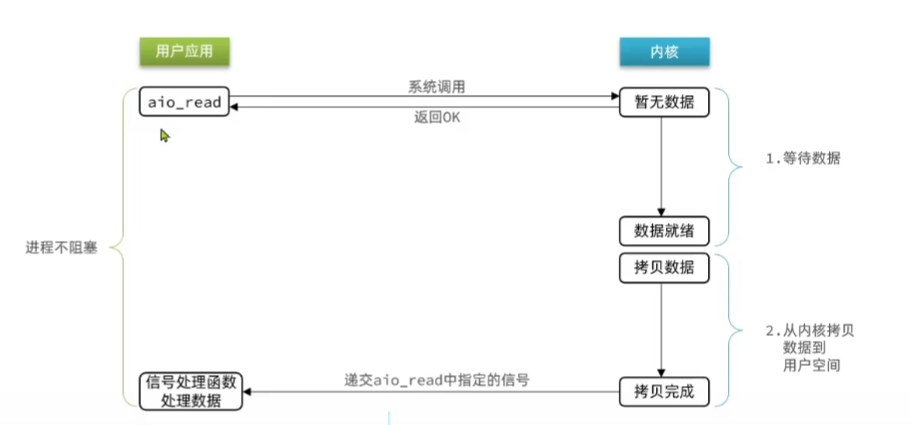 用户应用
内核
aio_read
系统调用
返回OK
暂无数据
1.等待数据
数据就绪
进程不阻塞
拷贝数据
2.从内核拷贝
数据到
用户空间
信号处理函数
处理数据
递交aio_read中指定的信号
拷贝完成